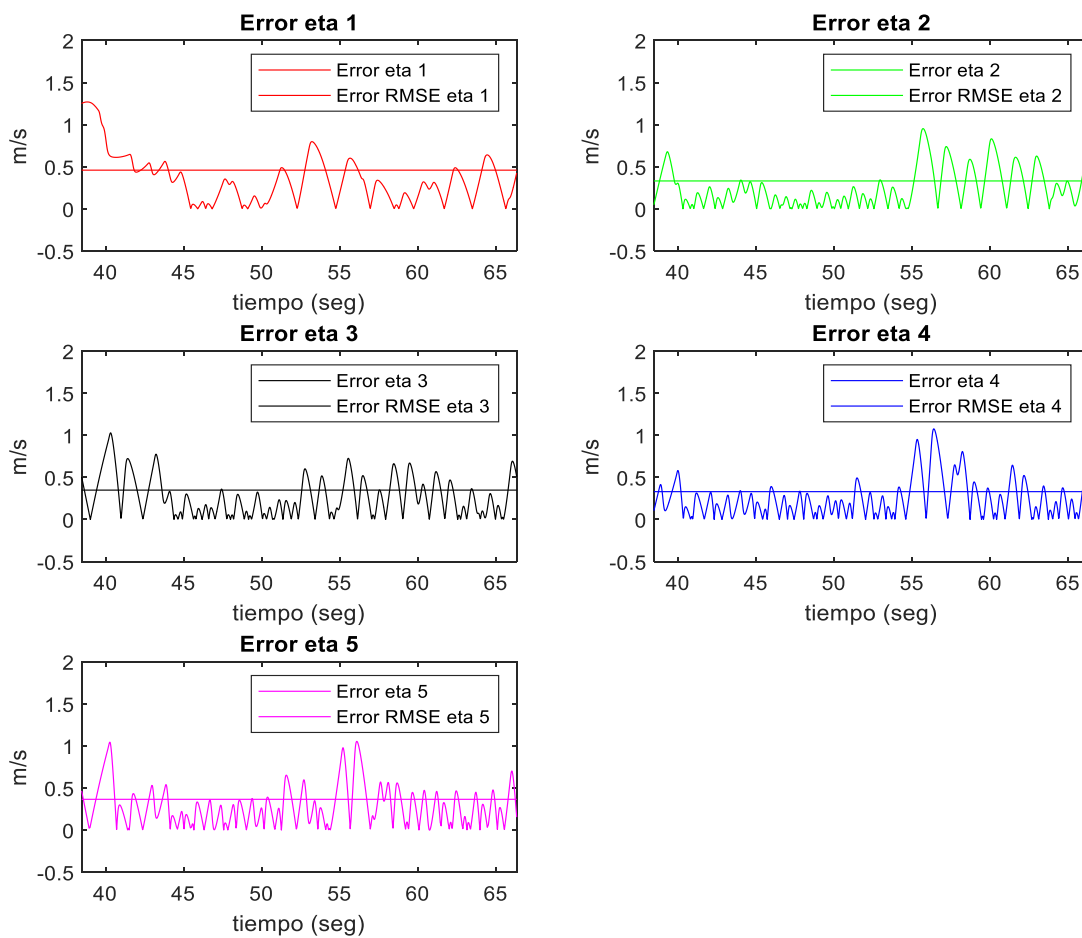 Error eta 1
2
1.5
1
0.5
0
-0.5
m/s
Error eta 1
Error RMSE eta 1
40 45 50 55 60 65
tiempo (seg)
Error eta 2
2
1.5
1
0.5
0
-0.5
m/s
Error eta 2
Error RMSE eta 2
40 45 50 55 60 65
tiempo (seg)
Error eta 3
2
1.5
1
0.5
0
-0.5
m/s
Error eta 3
Error RMSE eta 3
40 45 50 55 60 65
tiempo (seg)
Error eta 4
2
1.5
1
0.5
0
-0.5
m/s
Error eta 4
Error RMSE eta 4
40 45 50 55 60 65
tiempo (seg)
Error eta 5
2
1.5
1
0.5
0
-0.5
m/s
Error eta 5
Error RMSE eta 5
40 45 50 55 60 65
tiempo (seg)